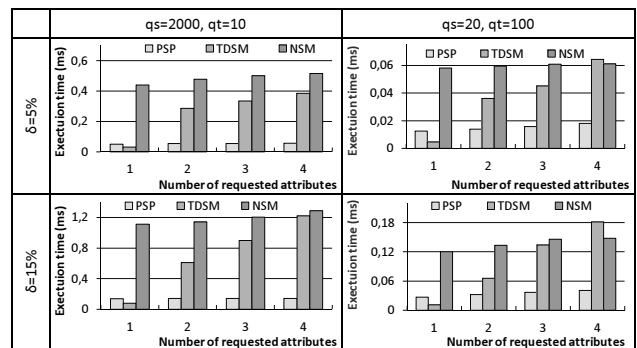 qs=2000, qt=10
qs=20, qt=100
δ=5%
Exectuion time (ms)
PSP TDSM NSM
0,6
0,4
0,2
0
1 2 3 4
Number of requested attributes
Exectuion time (ms)
PSP TDSM NSM
0,06
0,04
0,02
0
1 2 3 4
Number of requested attributes
δ=15%
Exectuion time (ms)
PSP TDSM NSM
1,2
0,8
0,4
0
1 2 3 4
Number of requested attributes
Exectuion time (ms)
PSP TDSM NSM
0,18
0,12
0,06
0
1 2 3 4
Number of requested attributes